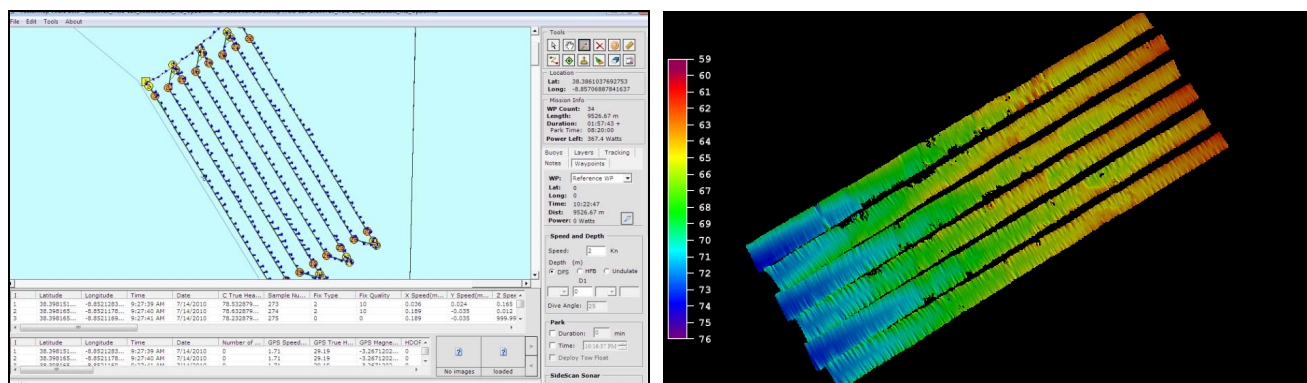 File Edit Tools About
Tools
Location
Lat: 38.3861037692753
Long: -8.85706887841637
Mission Info
WP Count: 34
Length: 9526.67 m
Duration: 01:57:43 +
Park Time: 08:20:00
Power Left: 367.4 Watts
Buoys Layers Tracking
Notes Waypoints
WP: Reference WP
Lat: 0
Long: 0
Time: 10:22:47
Dist: 9526.67 m
Power: 0 Watts
Speed and Depth
Speed: 2 Kn
Depth (m)
DFS HFB Undulate
D1
0
Dive Angle: 25
Park
Duration: 0 min
Time: 10:16:37 PM
Deploy Tow Float
SideScan Sonar
I Latitude Longitude Time Date C True Hea... Sample Nu... Fix Type Fix Quality X Speed(m... Y Speed(m... Z Spee
1 38.398151... -8.8521283... 9:27:39 AM 7/14/2010 78.532879... 273 2 10 0.036 0.024 0.165
2 38.398165... -8.8521178... 9:27:40 AM 7/14/2010 78.632879... 274 2 10 0.189 -0.035 0.012
3 38.398165... -8.8521169... 9:27:41 AM 7/14/2010 78.232879... 275 0 0 0.189 -0.035 999.99
I Latitude Longitude Time Date Number of ... GPS Speed... GPS True H... GPS Magne... HDOF
1 38.398151... -8.8521283... 9:27:39 AM 7/14/2010 0 1.71 29.19 -3.2671202... 0
2 38.398165... -8.8521178... 9:27:40 AM 7/14/2010 0 1.71 29.19 -3.2671202... 0
No images loaded
59
60
61
62
63
64
65
66
67
68
69
70
71
72
73
74
75
76